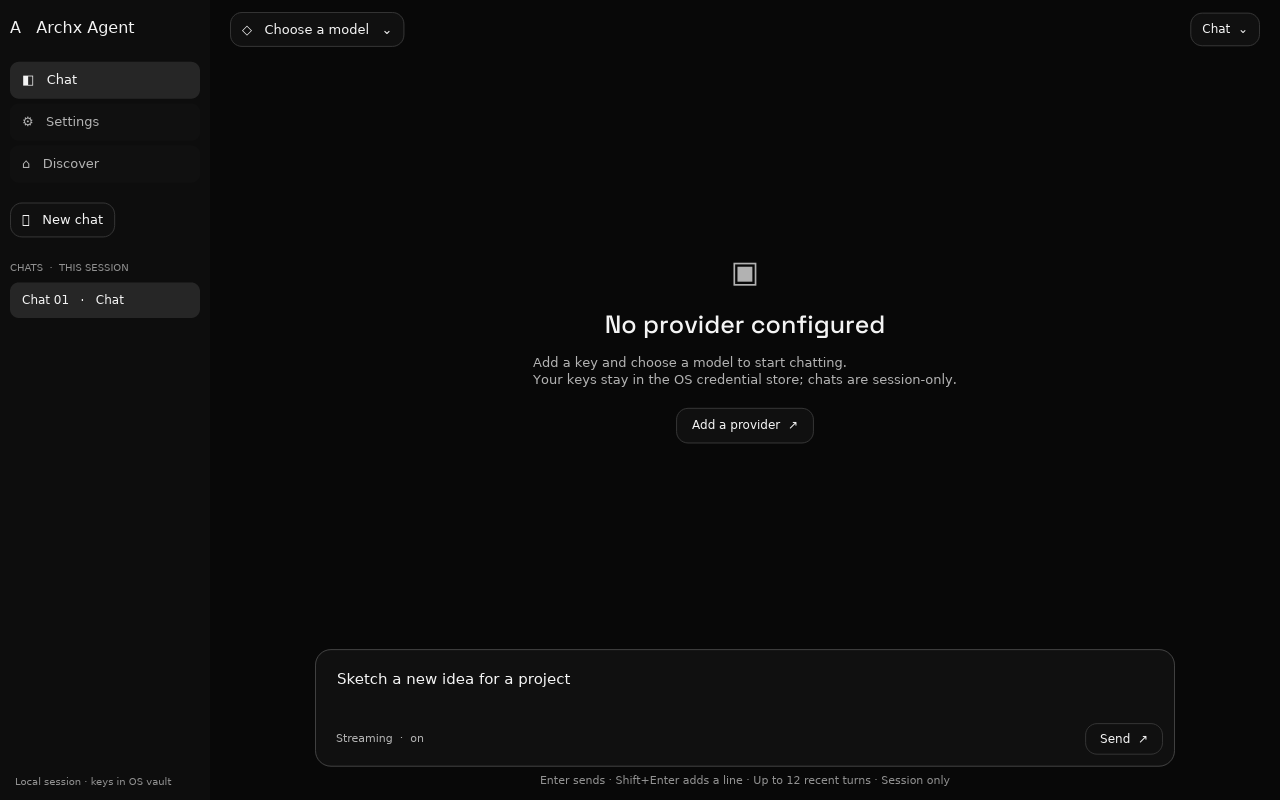 A Archx Agent
Choose a model
Chat
Chat
Settings
Discover
New chat
CHATS · THIS SESSION
Chat 01 · Chat
No provider configured
Add a key and choose a model to start chatting.
Your keys stay in the OS credential store; chats are session-only.
Add a provider ↗
Sketch a new idea for a project
Streaming · on
Send ↗
Local session · keys in OS vault
Enter sends · Shift+Enter adds a line · Up to 12 recent turns · Session only